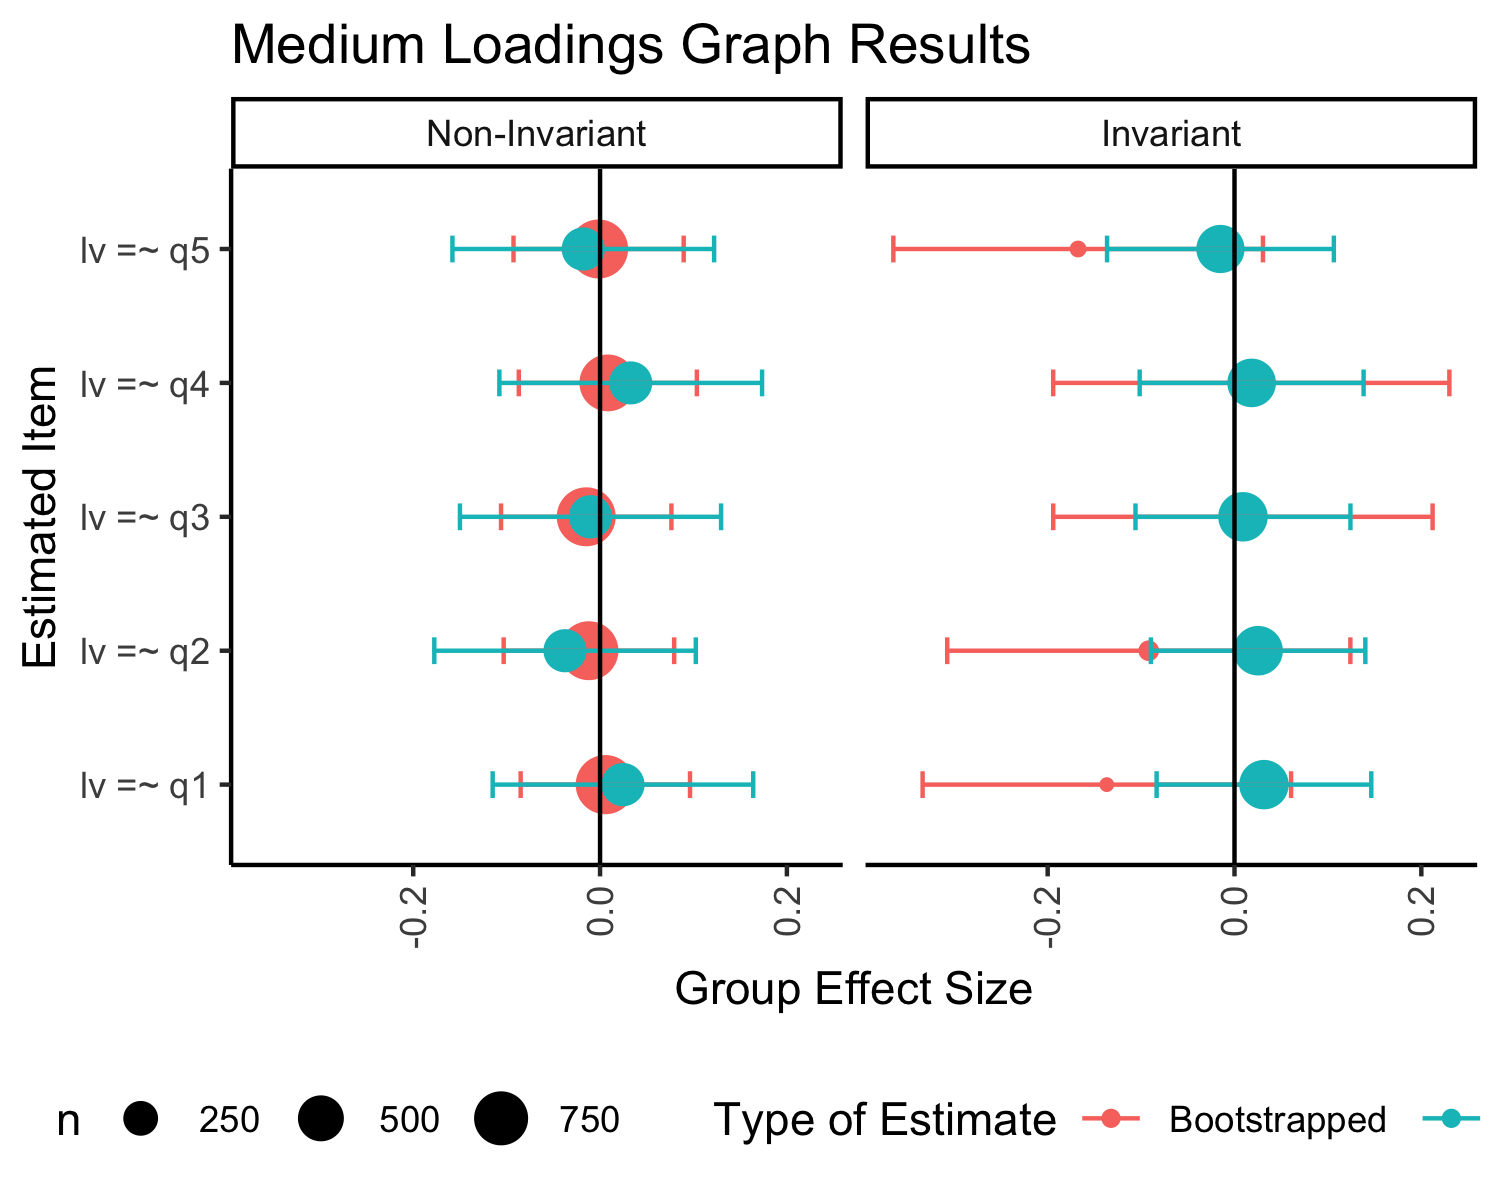 Medium Loadings Graph Results
Non-Invariant Invariant
lv =~ q5
lv =~ q4
lv =~ q3
lv =~ q2
lv =~ q1
Estimated Item
-0.2 0.0 0.2 -0.2 0.0 0.2
Group Effect Size
n 250 500 750 Type of Estimate Bootstrapped